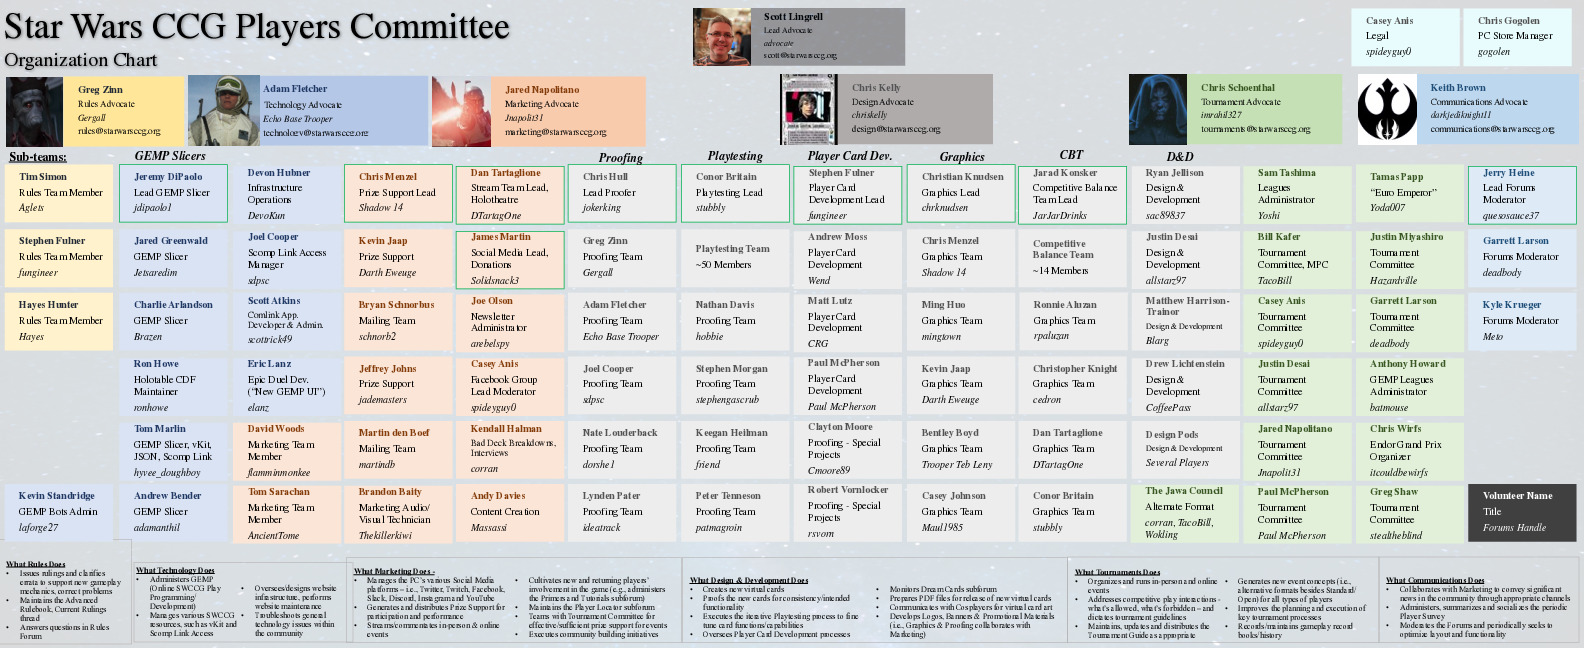 Star Wars CCG Players Committee
Organization Chart
Scott Lingrell
Lead Advocate
advocate
scott@starwarsccg.org
Casey Anis
Legal
spideyguy0
Chris Gogolen
PC Store Manager
gogolen
Greg Zinn
Rules Advocate
Gergall
rules@starwarsccg.org
Adam Fletcher
Technology Advocate
Echo Base Trooper
technology@starwarsccg.org
Jared Napolitano
Marketing Advocate
Jnapolit31
marketing@starwarsccg.org
Chris Kelly
Design Advocate
chriskelly
design@starwarsccg.org
Chris Schoenthal
Tournament Advocate
imrahil327
tournaments@starwarsccg.org
Keith Brown
Communications Advocate
darkjediknight11
communications@starwarsccg.org
Sub-teams:
GEMP Slicers
Proofing
Playtesting
Player Card Dev.
Graphics
CBT
D&D
Tim Simon
Rules Team Member
Aglets
Jeremy DiPaolo
Lead GEMP Slicer
jdipaolo1
Devon Hubner
Infrastructure
Operations
DevoKun
Chris Menzel
Prize Support Lead
Shadow 14
Dan Tartaglione
Stream Team Lead,
Holotheatre
DTartagOne
Chris Hull
Lead Proofer
jokerking
Conor Britain
Playtesting Lead
stubbly
Stephen Fulner
Player Card
Development Lead
fungineer
Christian Knudsen
Graphics Lead
chrknudsen
Jarad Konsker
Competitive Balance
Team Lead
JarJarDrinks
Ryan Jellison
Design &
Development
sac89837
Sam Tashima
Leagues
Administrator
Yoshi
Tamas Papp
"Euro Emperor"
Yoda007
Jerry Heine
Lead Forums
Moderator
quesosauce37
Stephen Fulner
Rules Team Member
fungineer
Jared Greenwald
GEMP Slicer
Jetsaredim
Joel Cooper
Scomp Link Access
Manager
sdpsc
Kevin Jaap
Prize Support
Darth Eweuge
James Martin
Social Media Lead,
Donations
Solidsnack3
Greg Zinn
Proofing Team
Gergall
Playtesting Team
~50 Members
Andrew Moss
Player Card
Development
Wend
Chris Menzel
Graphics Team
Shadow 14
Competitive
Balance Team
~14 Members
Justin Desai
Design &
Development
allstarz97
Bill Kafer
Tournament
Committee, MPC
TacoBill
Justin Miyashiro
Tournament
Committee
Hazardville
Garrett Larson
Forums Moderator
deadbody
Hayes Hunter
Rules Team Member
Hayes
Charlie Arlandson
GEMP Slicer
Brazen
Scott Atkins
Comlink App.
Developer & Admin.
scottrick49
Bryan Schnorbus
Mailing Team
schnorb2
Joe Olson
Newsletter
Administrator
arebelspy
Adam Fletcher
Proofing Team
Echo Base Trooper
Nathan Davis
Proofing Team
hobbie
Matt Lutz
Player Card
Development
CRG
Ming Huo
Graphics Team
mingtown
Ronnie Aluzan
Graphics Team
rpaluzan
Matthew Harrison-
Trainor
Design & Development
Blarg
Casey Anis
Tournament
Committee
spideyguy0
Garrett Larson
Tournament
Committee
deadbody
Kyle Krueger
Forums Moderator
Meto
Ron Howe
Holotable CDF
Maintainer
ronhowe
Eric Lanz
Epic Duel Dev.
("New GEMP UI")
elanz
Jeffrey Johns
Prize Support
jademasters
Casey Anis
Facebook Group
Lead Moderator
spideyguy0
Joel Cooper
Proofing Team
sdpsc
Stephen Morgan
Proofing Team
stephengascrub
Paul McPherson
Player Card
Development
Paul McPherson
Kevin Jaap
Graphics Team
Darth Eweuge
Christopher Knight
Graphics Team
cedron
Drew Lichtenstein
Design &
Development
CoffeePass
Justin Desai
Tournament
Committee
allstarz97
Anthony Howard
GEMP Leagues
Administrator
batmouse
Tom Marlin
GEMP Slicer, vKit,
JSON, Scomp Link
hyvee_doughboy
David Woods
Marketing Team
Member
flamminmonkee
Martin den Boef
Mailing Team
martindb
Kendall Halman
Bad Deck Breakdowns,
Interviews
corran
Nate Louderback
Proofing Team
dorshe1
Keegan Heilman
Proofing Team
friend
Clayton Moore
Proofing - Special
Projects
Cmoore89
Bentley Boyd
Graphics Team
Trooper Teb Leny
Dan Tartaglione
Graphics Team
DTartagOne
Design Pods
Design & Development
Several Players
Jared Napolitano
Tournament
Committee
Jnapolit31
Chris Wirfs
Endor Grand Prix
Organizer
itcouldbewirfs
Kevin Standridge
GEMP Bots Admin
laforge27
Andrew Bender
GEMP Slicer
adamanthil
Tom Sarachan
Marketing Team
Member
AncientTome
Brandon Baity
Marketing Audio/
Visual Technician
Thekillerkiwi
Andy Davies
Content Creation
Massassi
Lynden Pater
Proofing Team
ideatrack
Peter Tenneson
Proofing Team
patmagroin
Robert Vornlocker
Proofing - Special
Projects
rsvorn
Casey Johnson
Graphics Team
Maul1985
Conor Britain
Graphics Team
stubbly
The Jawa Council
Alternate Format
corran, TacoBill,
Wokling
Paul McPherson
Tournament
Committee
Paul McPherson
Greg Shaw
Tournament
Committee
stealtheblind
Volunteer Name
Title
Forums Handle
What Rules Does
• Issues rulings and clarifies
errata to support new gameplay
mechanics, correct problems
• Maintains the Advanced
Rulebook, Current Rulings
thread
• Answers questions in Rules
Forum
What Technology Does
• Administers GEMP
(Online SWCCG Play
Programming/
Development)
• Manages various SWCCG
resources, such as vKit and
Scomp Link Access
• Oversees/designs website
infrastructure, performs
website maintenance
• Troubleshoots general
technology issues within
the community
What Marketing Does -
• Manages the PC's various Social Media
platforms – i.e., Twitter, Twitch, Facebook,
Slack, Discord, Instagram and YouTube
• Generates and distributes Prize Support for
participation and performance
• Streams/commentates in-person & online
events
• Cultivates new and returning players'
involvement in the game (e.g., administers
the Primers and Tutorials subforum)
• Maintains the Player Locator subforum
• Teams with Tournament Committee for
effective/sufficient prize support for events
• Executes community building initiatives
What Design & Development Does
• Creates new virtual cards
• Proofs the new cards for consistency/intended
functionality
• Executes the iterative Playtesting process to fine
tune card functions/capabilities
• Oversees Player Card Development processes
• Monitors Dream Cards subforum
• Prepares PDF files for release of new virtual cards
• Communicates with Cosplayers for virtual card art
• Develops Logos, Banners & Promotional Materials
(i.e., Graphics & Proofing collaborates with
Marketing)
What Tournaments Does
• Organizes and runs in-person and online
events
• Addresses competitive play interactions –
what's allowed, what's forbidden – and
dictates tournament guidelines
• Maintains, updates and distributes the
Tournament Guide as appropriate
• Generates new event concepts (i.e.,
alternative formats besides Standard/
Open) for all types of players
• Improves the planning and execution of
key tournament processes
• Records/maintains gameplay record
books/history
What Communications Does
• Collaborates with Marketing to convey significant
news in the community through appropriate channels
• Administers, summarizes and socializes the periodic
Player Survey
• Moderates the Forums and periodically seeks to
optimize layout and functionality